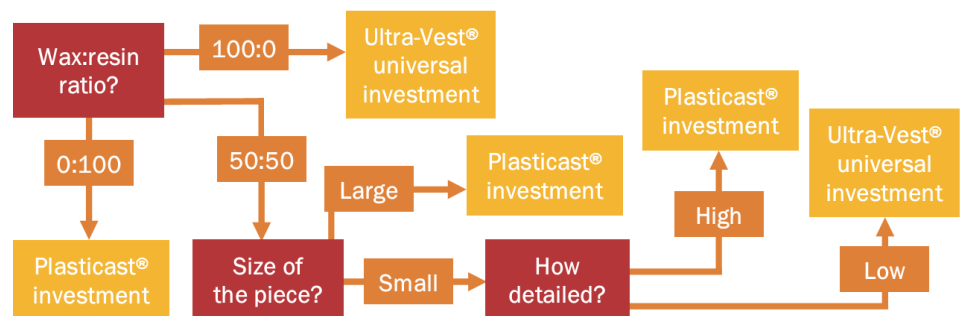 Wax:resin
ratio?
100:0
Ultra-Vest®
universal
investment
0:100
Plasticast®
investment
50:50
Size of
the piece?
Large
Plasticast®
investment
Small
How
detailed?
High
Plasticast®
investment
Low
Ultra-Vest®
universal
investment